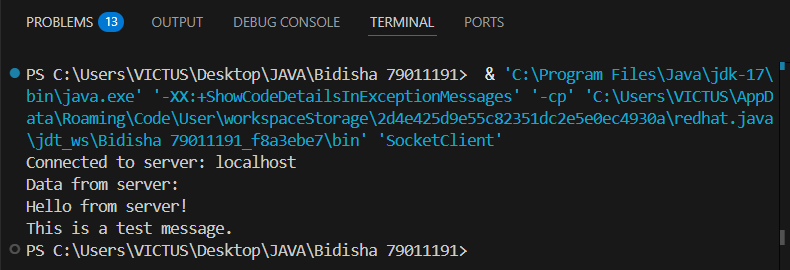 PROBLEMS 13 OUTPUT DEBUG CONSOLE TERMINAL PORTS
PS C:\Users\VICTUS\Desktop\JAVA\Bidisha 79011191>  & 'C:\Program Files\Java\jdk-17\
bin\java.exe' '-XX:+ShowCodeDetailsInExceptionMessages' '-cp' 'C:\Users\VICTUS\AppD
ata\Roaming\Code\User\workspaceStorage\2d4e425d9e55c82351dc2e5e0ec4930a\redhat.java
\jdt_ws\Bidisha 79011191_f8a3ebe7\bin' 'SocketClient'
Connected to server: localhost
Data from server:
Hello from server!
This is a test message.
PS C:\Users\VICTUS\Desktop\JAVA\Bidisha 79011191>